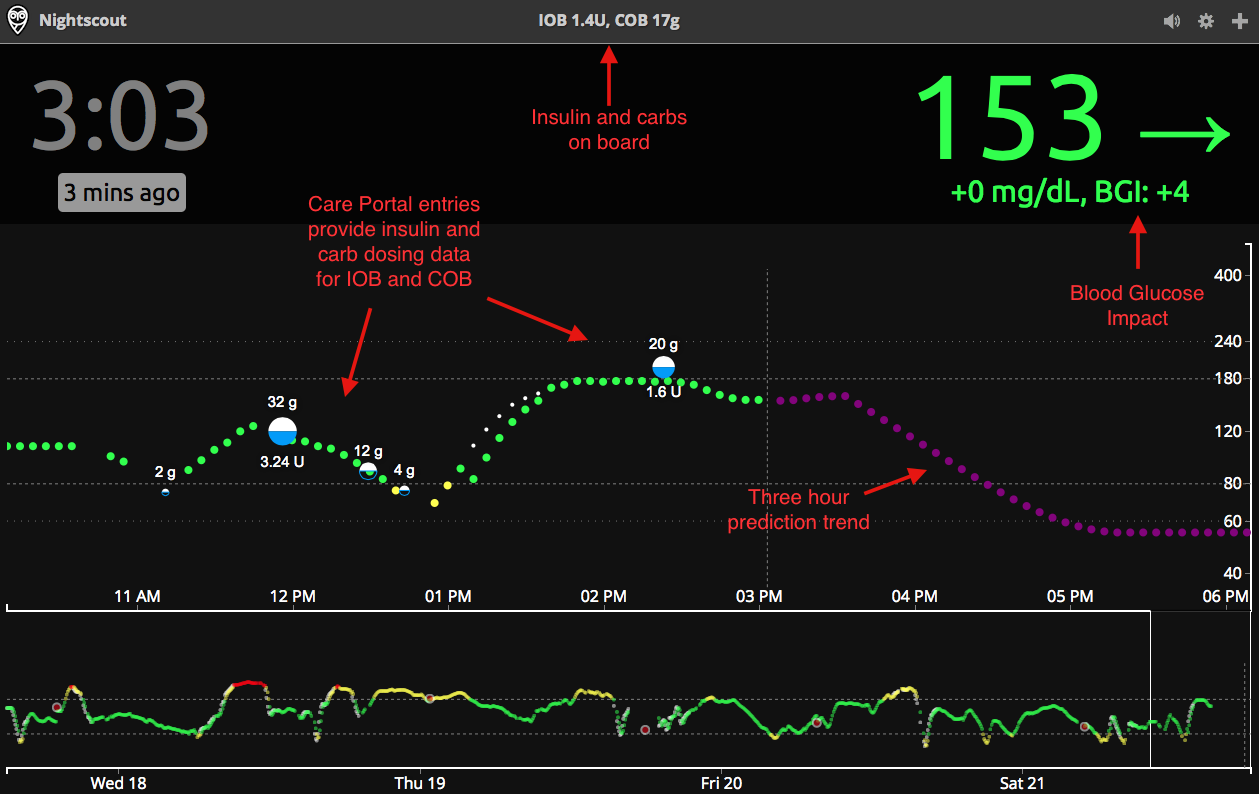 Nightscout
IOB 1.4U, COB 17g
3:03
3 mins ago
153 →
+0 mg/dL, BGI: +4
Insulin and carbs
on board
Care Portal entries
provide insulin and
carb dosing data
for IOB and COB
Blood Glucose
Impact
400
240
180
120
80
60
40
20 g
1.6 U
32 g
3.24 U
12 g
4 g
2 g
Three hour
prediction trend
11 AM
12 PM
01 PM
02 PM
03 PM
04 PM
05 PM
06 PM
Wed 18
Thu 19
Fri 20
Sat 21